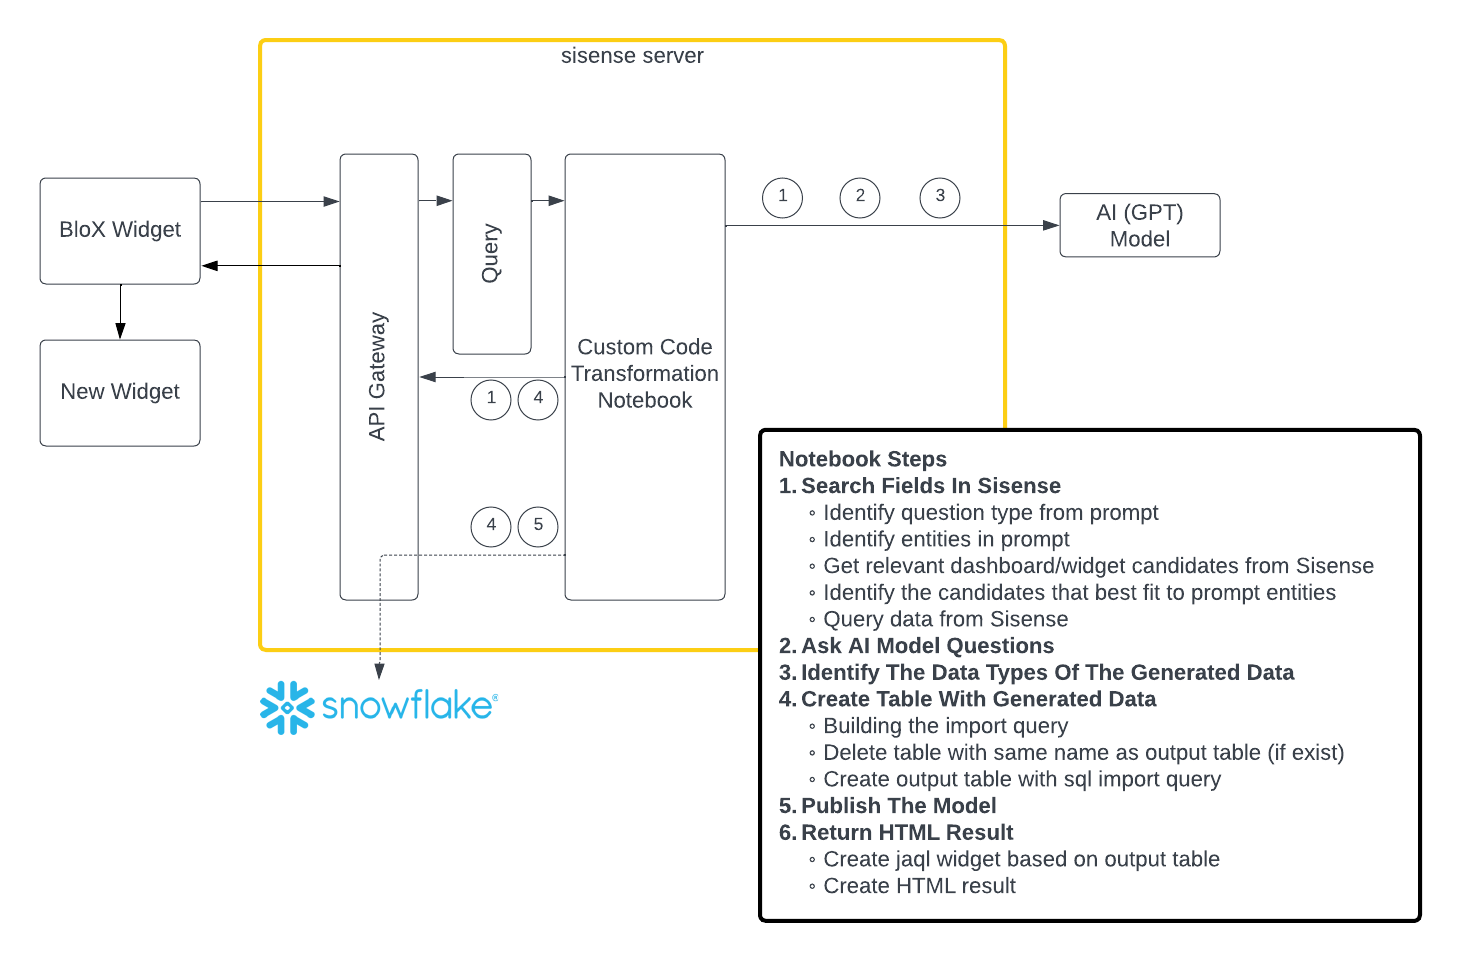 sisense server
BloX Widget
New Widget
API Gateway
Query
Custom Code
Transformation
Notebook
1
2
3
AI (GPT)
Model
1
4
4
5
snowflake®
Notebook Steps
1. Search Fields In Sisense
◦ Identify question type from prompt
◦ Identify entities in prompt
◦ Get relevant dashboard/widget candidates from Sisense
◦ Identify the candidates that best fit to prompt entities
◦ Query data from Sisense
2. Ask AI Model Questions
3. Identify The Data Types Of The Generated Data
4. Create Table With Generated Data
◦ Building the import query
◦ Delete table with same name as output table (if exist)
◦ Create output table with sql import query
5. Publish The Model
6. Return HTML Result
◦ Create jaql widget based on output table
◦ Create HTML result